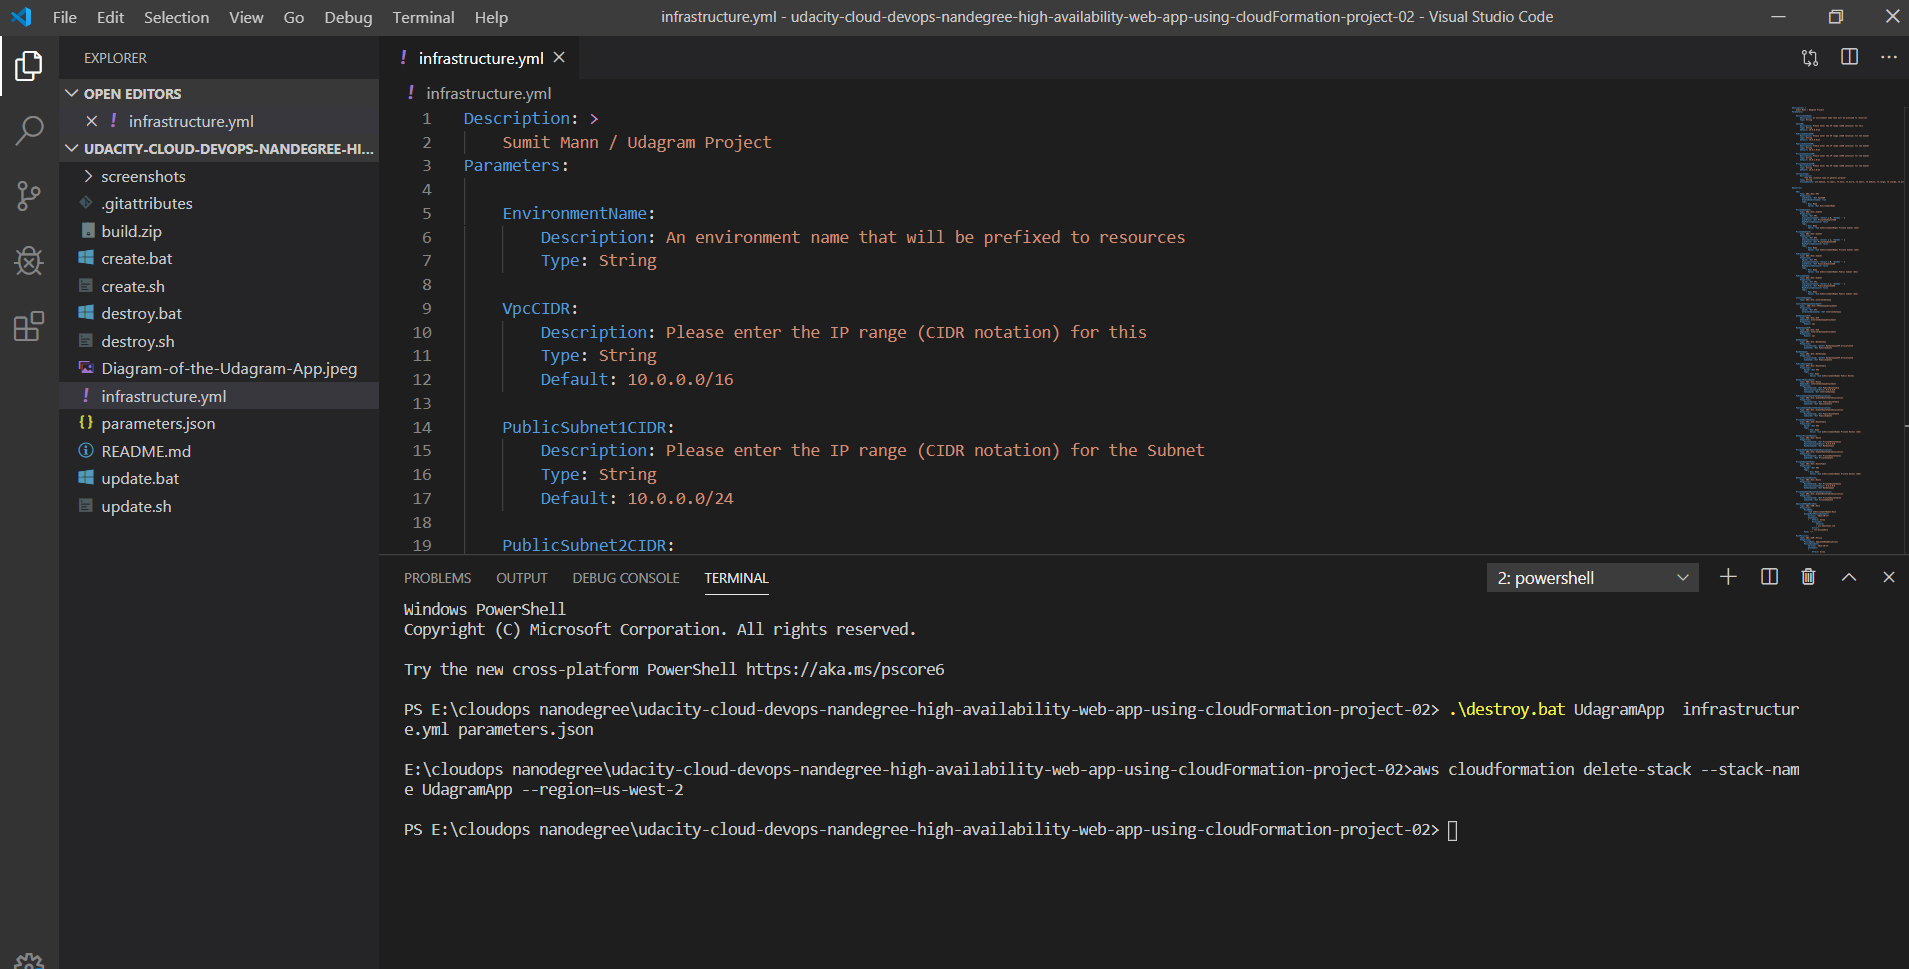 File Edit Selection View Go Debug Terminal Help
infrastructure.yml - udacity-cloud-devops-nandegree-high-availability-web-app-using-cloudFormation-project-02 - Visual Studio Code
EXPLORER
OPEN EDITORS
! infrastructure.yml
UDACITY-CLOUD-DEVOPS-NANDEGREE-HI...
screenshots
.gitattributes
build.zip
create.bat
create.sh
destroy.bat
destroy.sh
Diagram-of-the-Udagram-App.jpeg
! infrastructure.yml
{} parameters.json
README.md
update.bat
update.sh
! infrastructure.yml
! infrastructure.yml
1 Description: >
2 Sumit Mann / Udagram Project
3 Parameters:
4
5 EnvironmentName:
6 Description: An environment name that will be prefixed to resources
7 Type: String
8
9 VpcCIDR:
10 Description: Please enter the IP range (CIDR notation) for this
11 Type: String
12 Default: 10.0.0.0/16
13
14 PublicSubnet1CIDR:
15 Description: Please enter the IP range (CIDR notation) for the Subnet
16 Type: String
17 Default: 10.0.0.0/24
18
19 PublicSubnet2CIDR:
PROBLEMS OUTPUT DEBUG CONSOLE TERMINAL
2: powershell
Windows PowerShell
Copyright (C) Microsoft Corporation. All rights reserved.
Try the new cross-platform PowerShell https://aka.ms/pscore6
PS E:\cloudops nanodegree\udacity-cloud-devops-nandegree-high-availability-web-app-using-cloudFormation-project-02> .\destroy.bat UdagramApp  infrastructur
e.yml parameters.json
E:\cloudops nanodegree\udacity-cloud-devops-nandegree-high-availability-web-app-using-cloudFormation-project-02>aws cloudformation delete-stack --stack-nam
e UdagramApp --region=us-west-2
PS E:\cloudops nanodegree\udacity-cloud-devops-nandegree-high-availability-web-app-using-cloudFormation-project-02>